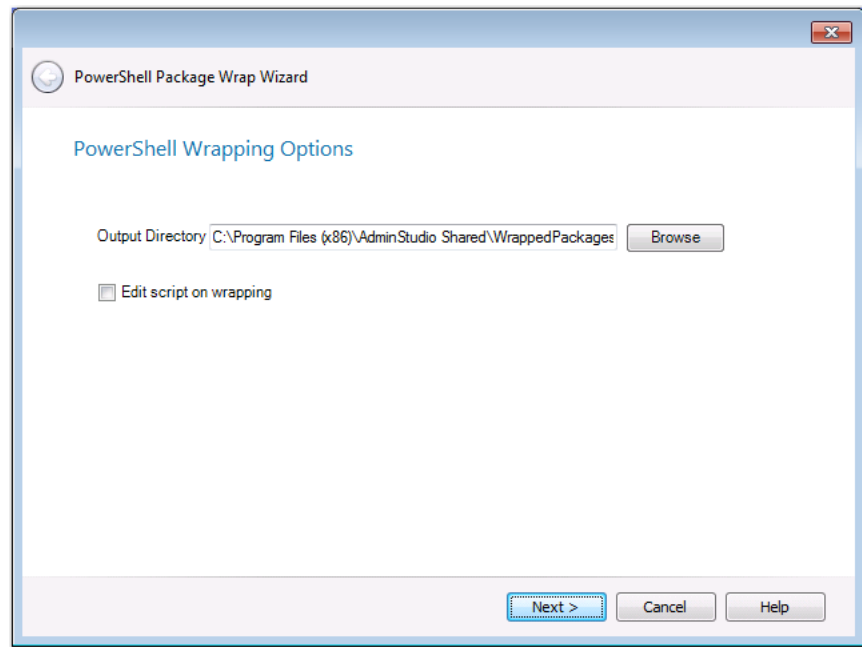 PowerShell Package Wrap Wizard
PowerShell Wrapping Options
Output Directory C:\Program Files (x86)\AdminStudio Shared\WrappedPackages Browse
Edit script on wrapping
Next > Cancel Help